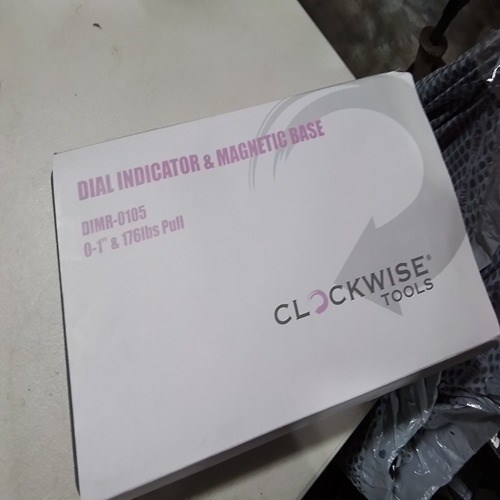 DIAL INDICATOR & MAGNETIC BASE
DIMR-0105
0-1" & 176lbs Pull
CLOCKWISE®
TOOLS